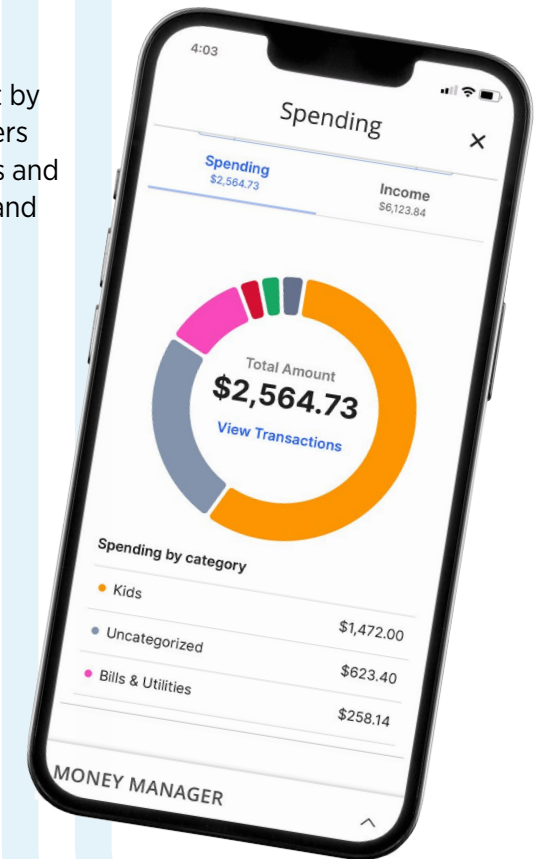 t by
ers
s and
and
4:03
Spending
Spending
$2,564.73
Income
$6,123.84
Total Amount
$2,564.73
View Transactions
Spending by category
Kids
$1,472.00
Uncategorized
$623.40
Bills & Utilities
$258.14
MONEY MANAGER